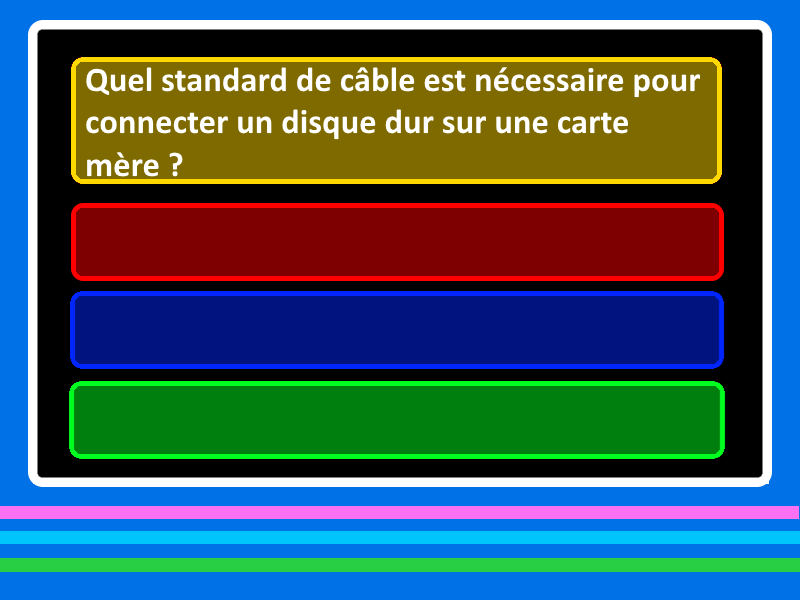 Quel standard de câble est nécessaire pour
connecter un disque dur sur une carte
mère ?